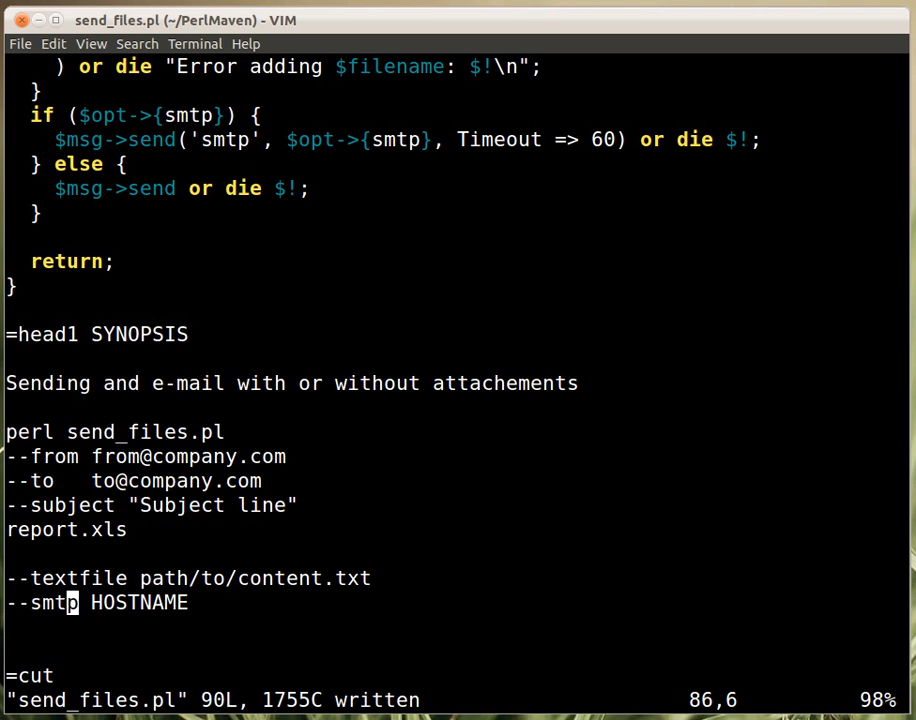 send_files.pl (~/PerlMaven) - VIM
File Edit View Search Terminal Help
    ) or die "Error adding $filename: $!\n";
  }
  if ($opt->{smtp}) {
    $msg->send('smtp', $opt->{smtp}, Timeout => 60) or die $!;
  } else {
    $msg->send or die $!;
  }
  return;
}
=head1 SYNOPSIS
Sending and e-mail with or without attachements
perl send_files.pl
--from from@company.com
--to   to@company.com
--subject "Subject line"
report.xls
--textfile path/to/content.txt
--smtp HOSTNAME
=cut
"send_files.pl" 90L, 1755C written 86,6 98%